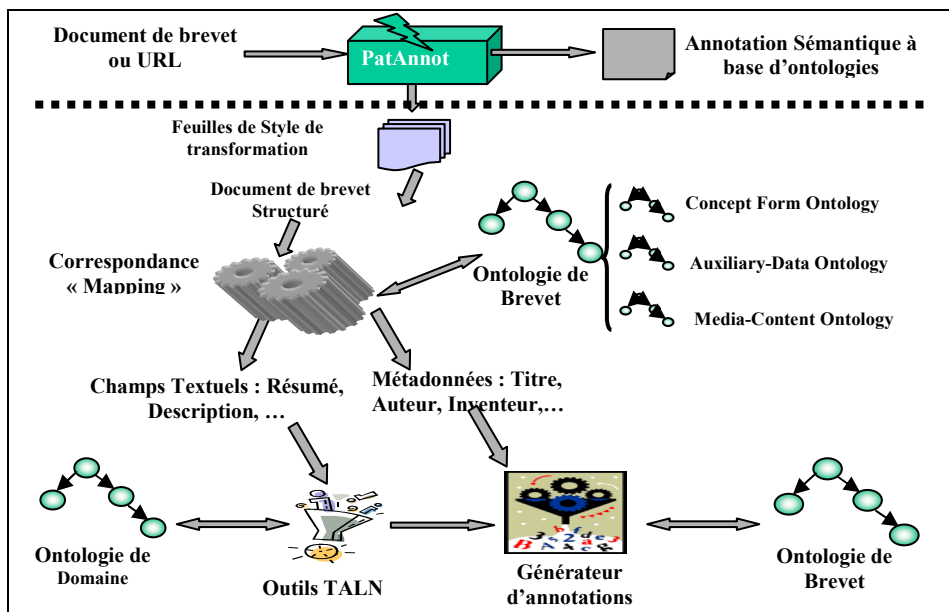 Document de brevet
ou URL
PatAnnot
Annotation Sémantique à
base d'ontologies
Feuilles de Style de
transformation
Document de brevet
Structuré
Correspondance
« Mapping »
Ontologie de
Brevet
Concept Form Ontology
Auxiliary-Data Ontology
Media-Content Ontology
Champs Textuels : Résumé,
Description, …
Métadonnées : Titre,
Auteur, Inventeur,…
Ontologie de
Domaine
Outils TALN
Générateur
d'annotations
Ontologie de
Brevet